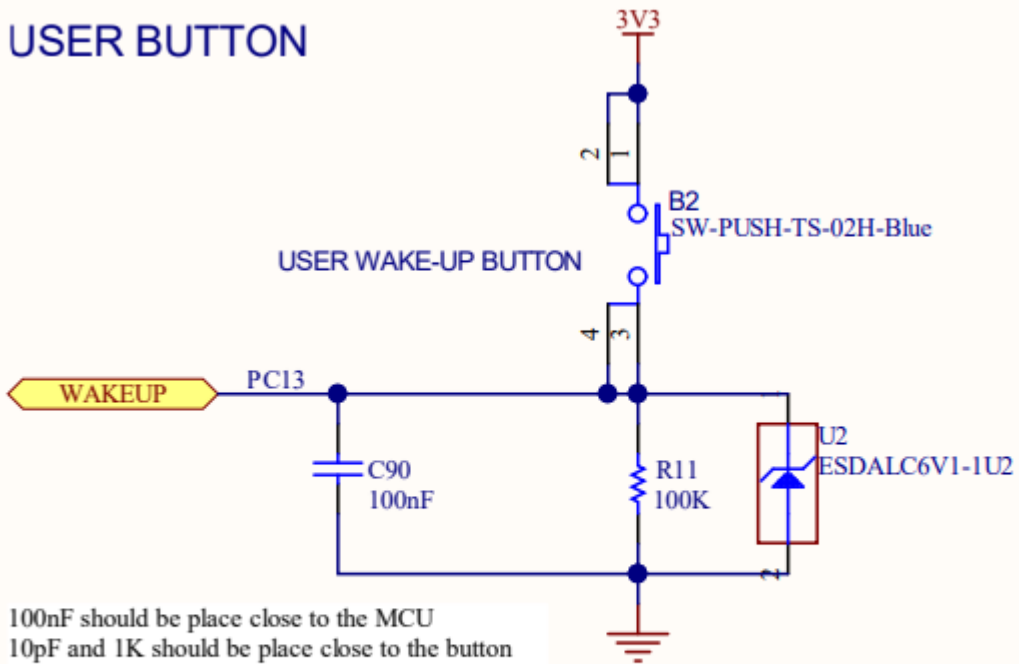 USER BUTTON
3V3
2
1
B2
SW-PUSH-TS-02H-Blue
USER WAKE-UP BUTTON
4
3
WAKEUP
PC13
1
C90
100nF
R11
100K
U2
ESDALC6V1-1U2
2
100nF should be place close to the MCU
10pF and 1K should be place close to the button